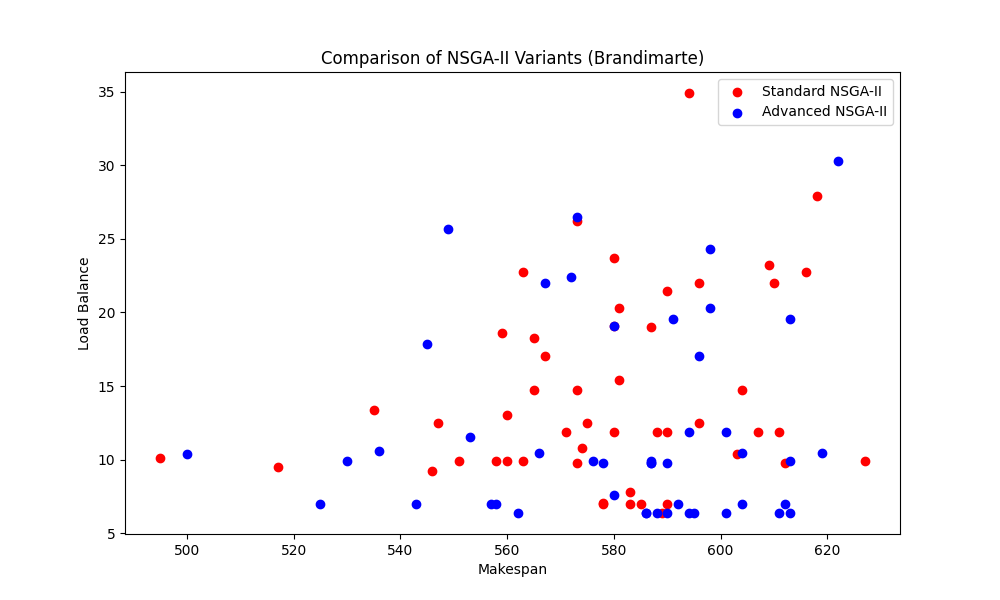 Comparison of NSGA-II Variants (Brandimarte)
Standard NSGA-II
Advanced NSGA-II
35
30
25
20
15
10
5
Load Balance
500 520 540 560 580 600 620
Makespan